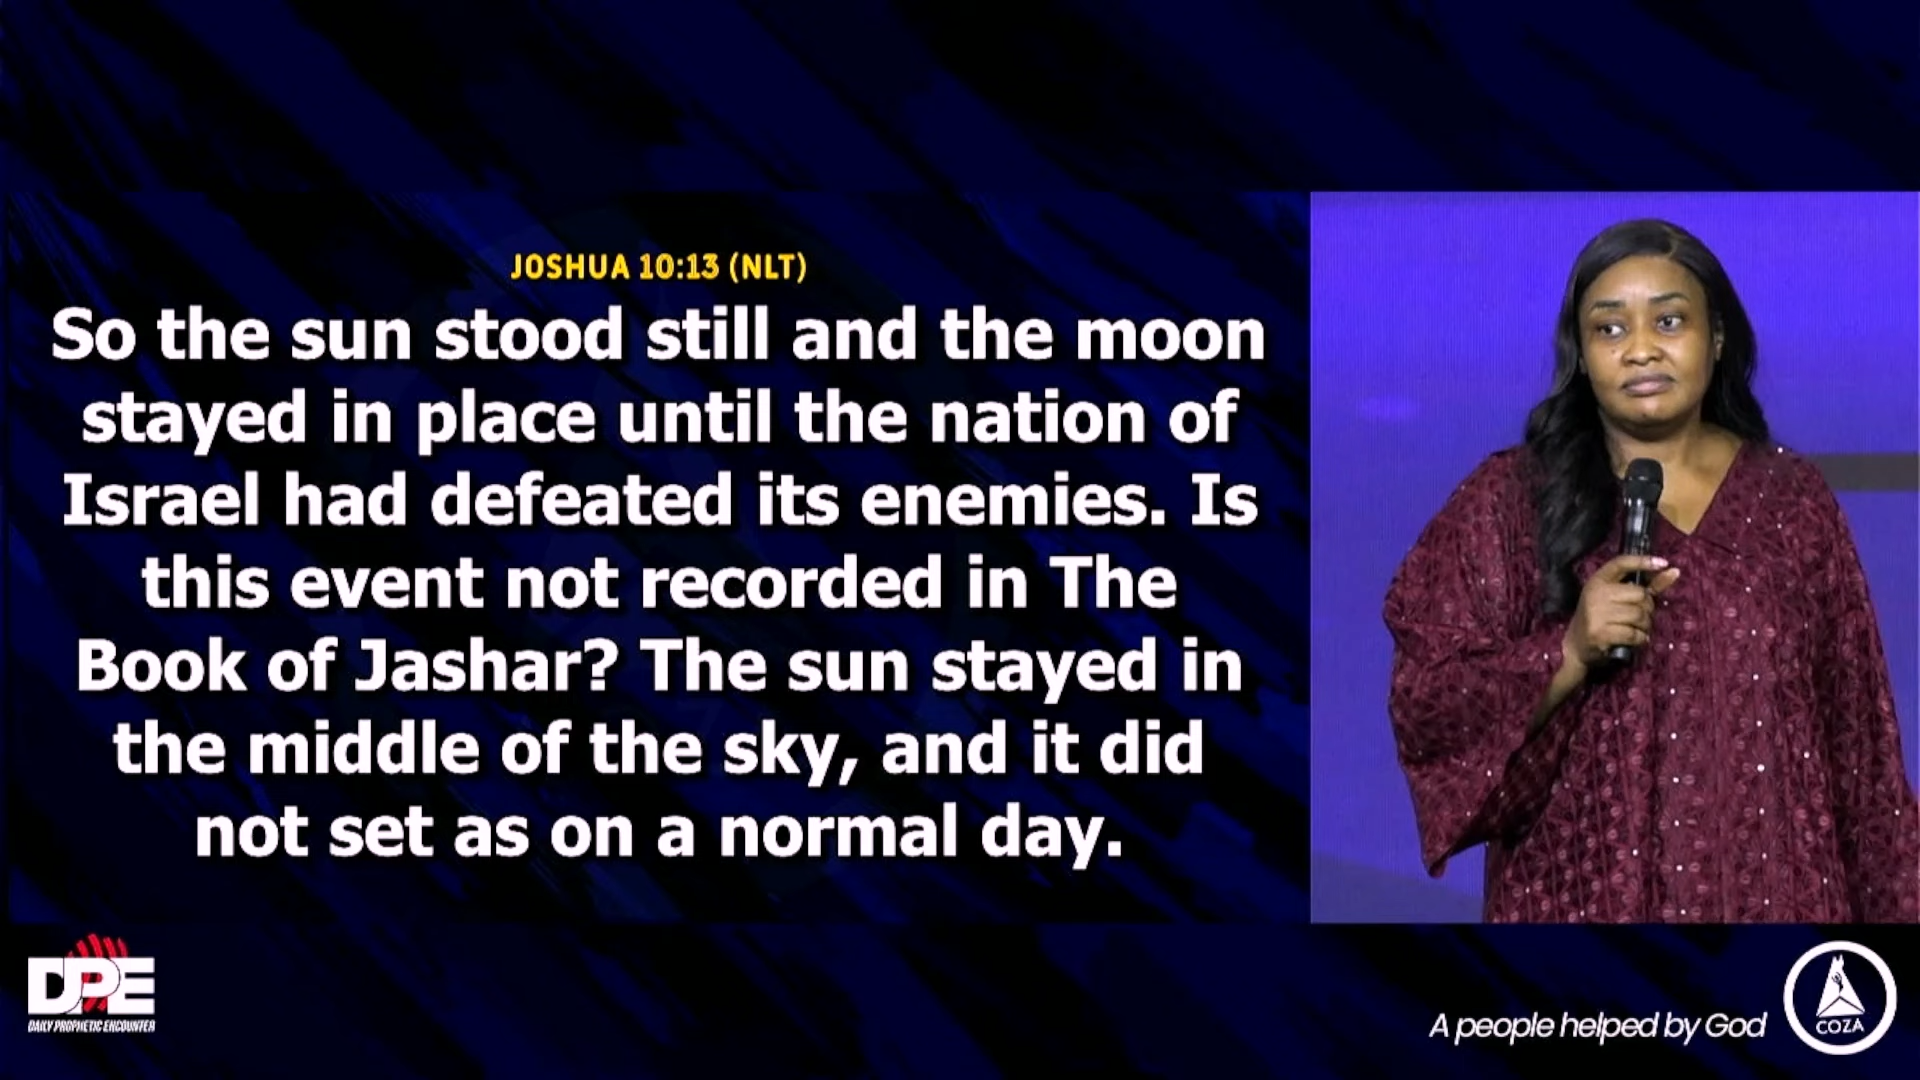 JOSHUA 10:13 (NLT)
So the sun stood still and the moon
stayed in place until the nation of
Israel had defeated its enemies. Is
this event not recorded in The
Book of Jashar? The sun stayed in
the middle of the sky, and it did
not set as on a normal day.
DPE
DAILY PROPHETIC ENCOUNTER
A people helped by God
COZA